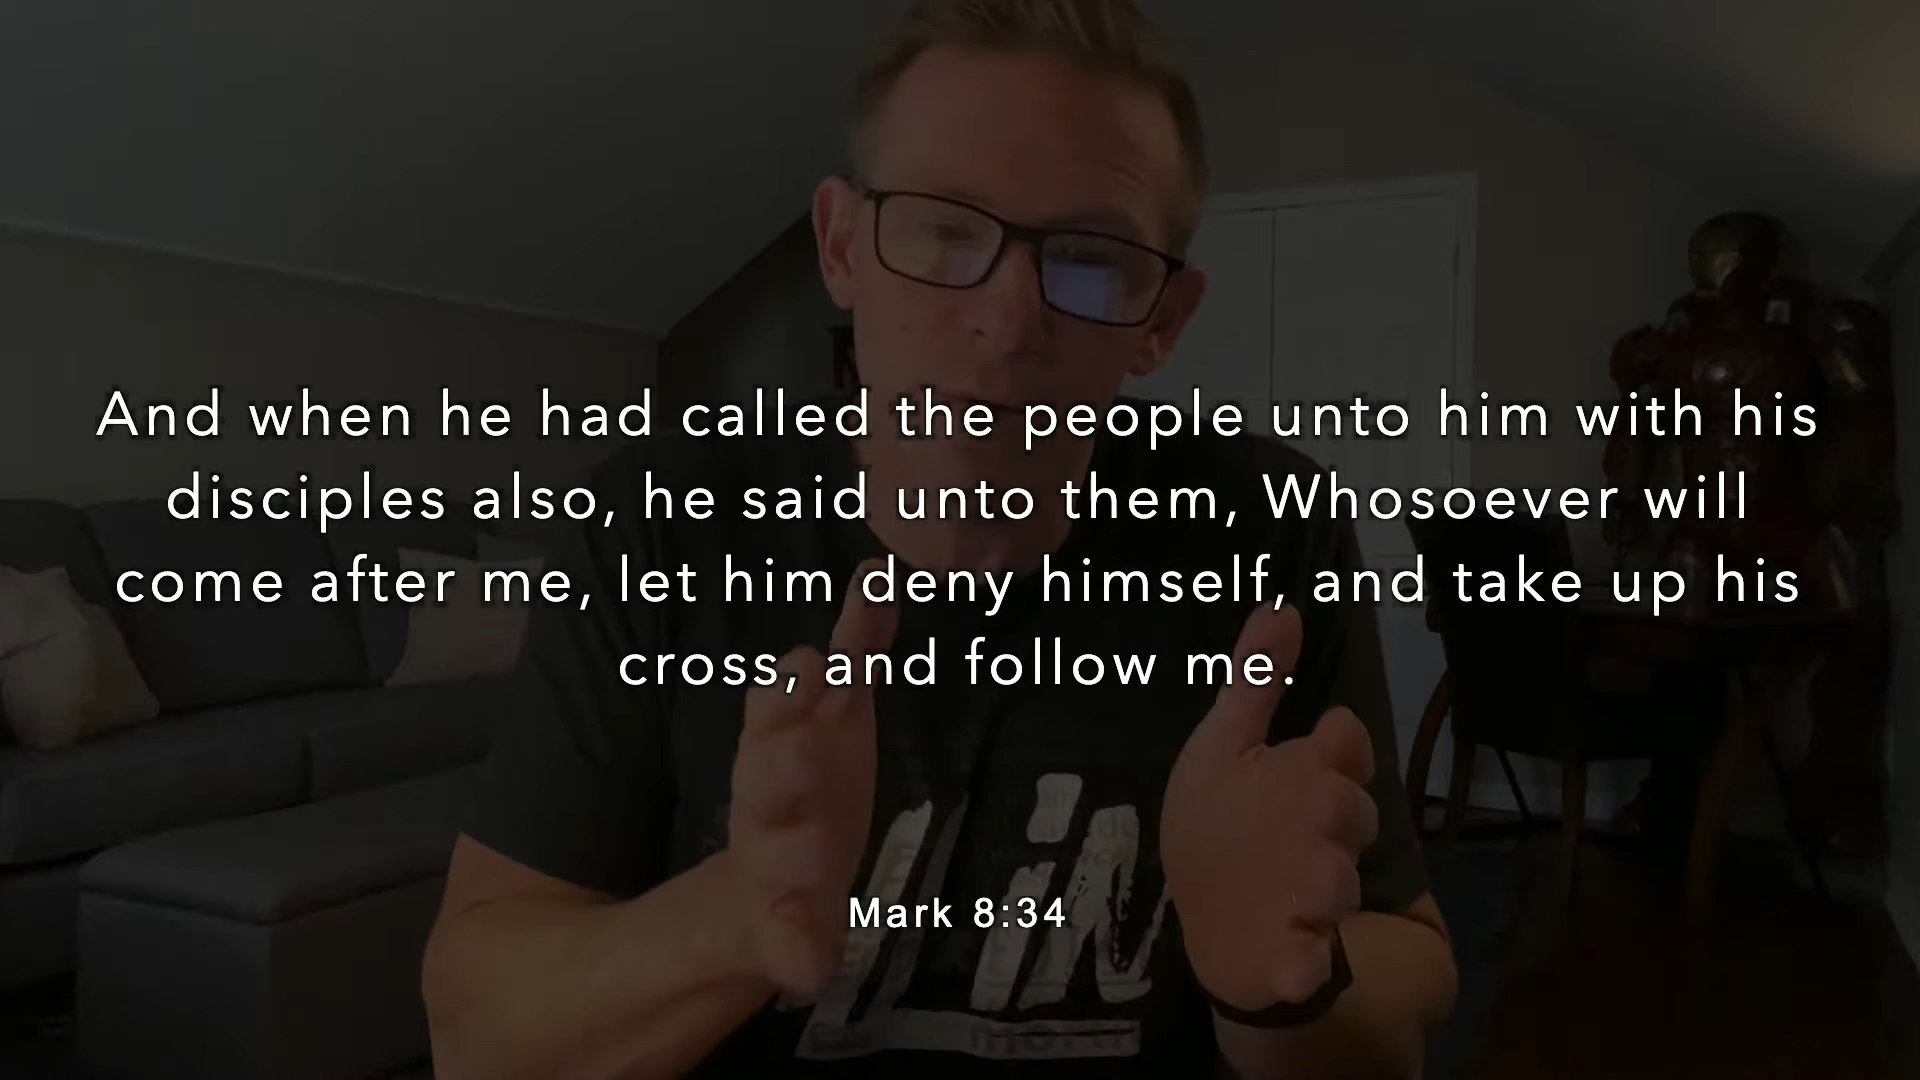 And when he had called the people unto him with his
disciples also, he said unto them, Whosoever will
come after me, let him deny himself, and take up his
cross, and follow me.
Mark 8:34